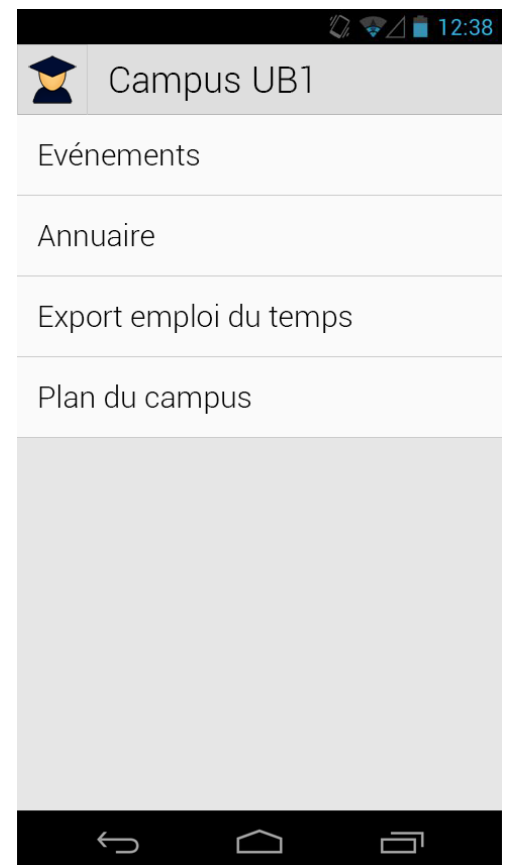 12:38
Campus UB1
Evénements
Annuaire
Export emploi du temps
Plan du campus